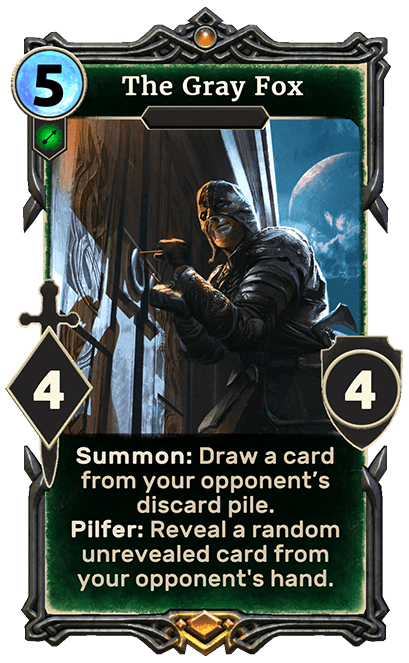 5
The Gray Fox
4
4
Summon: Draw a card
from your opponent's
discard pile.
Pilfer: Reveal a random
unrevealed card from
your opponent's hand.